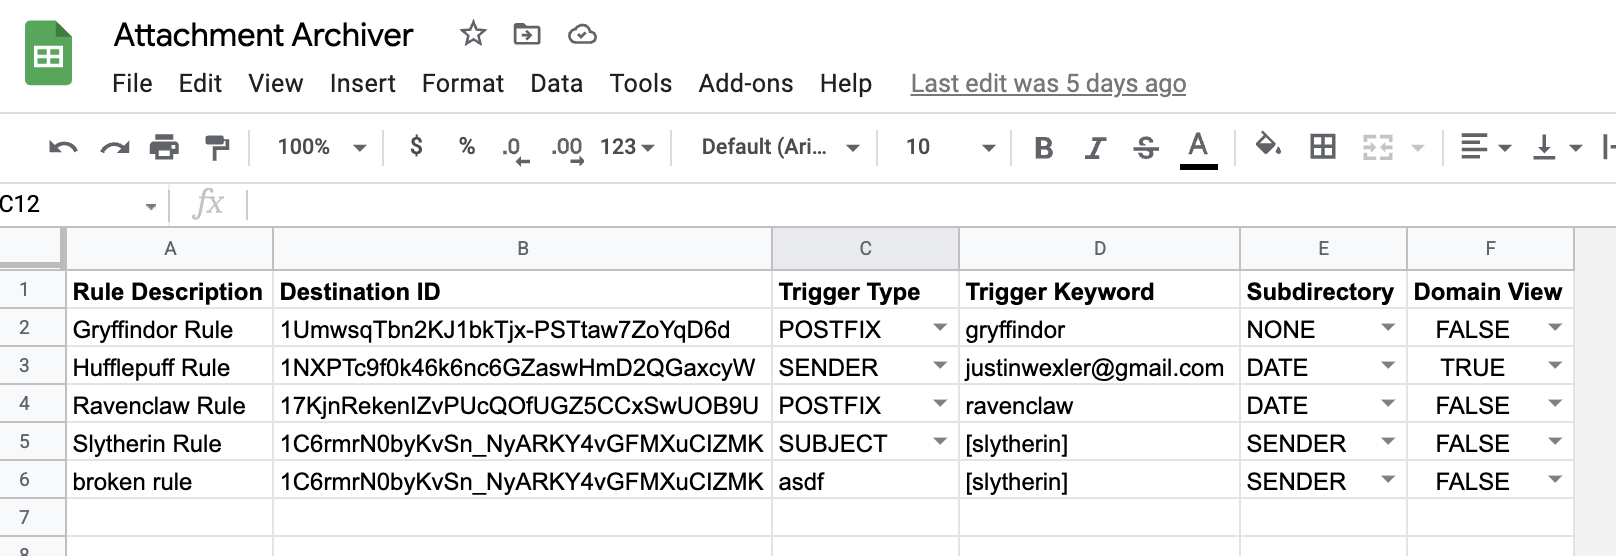 Attachment Archiver
File Edit View Insert Format Data Tools Add-ons Help Last edit was 5 days ago
100% $ % .0 .00 123 Default (Ari... 10 B I S A
C12 fx
A B C D E F
1 Rule Description Destination ID Trigger Type Trigger Keyword Subdirectory Domain View
2 Gryffindor Rule 1UmwsqTbn2KJ1bkTjx-PSTtaw7ZoYqD6d POSTFIX gryffindor NONE FALSE
3 Hufflepuff Rule 1NXPTc9f0k46k6nc6GZaswHmD2QGaxcyW SENDER justinwexler@gmail.com DATE TRUE
4 Ravenclaw Rule 17KjnRekenIZvPUcQOfUGZ5CCxSwUOB9U POSTFIX ravenclaw DATE FALSE
5 Slytherin Rule 1C6rmrN0byKvSn_NyARKY4vGFMXuCIZMK SUBJECT [slytherin] SENDER FALSE
6 broken rule 1C6rmrN0byKvSn_NyARKY4vGFMXuCIZMK asdf [slytherin] SENDER FALSE
7
8